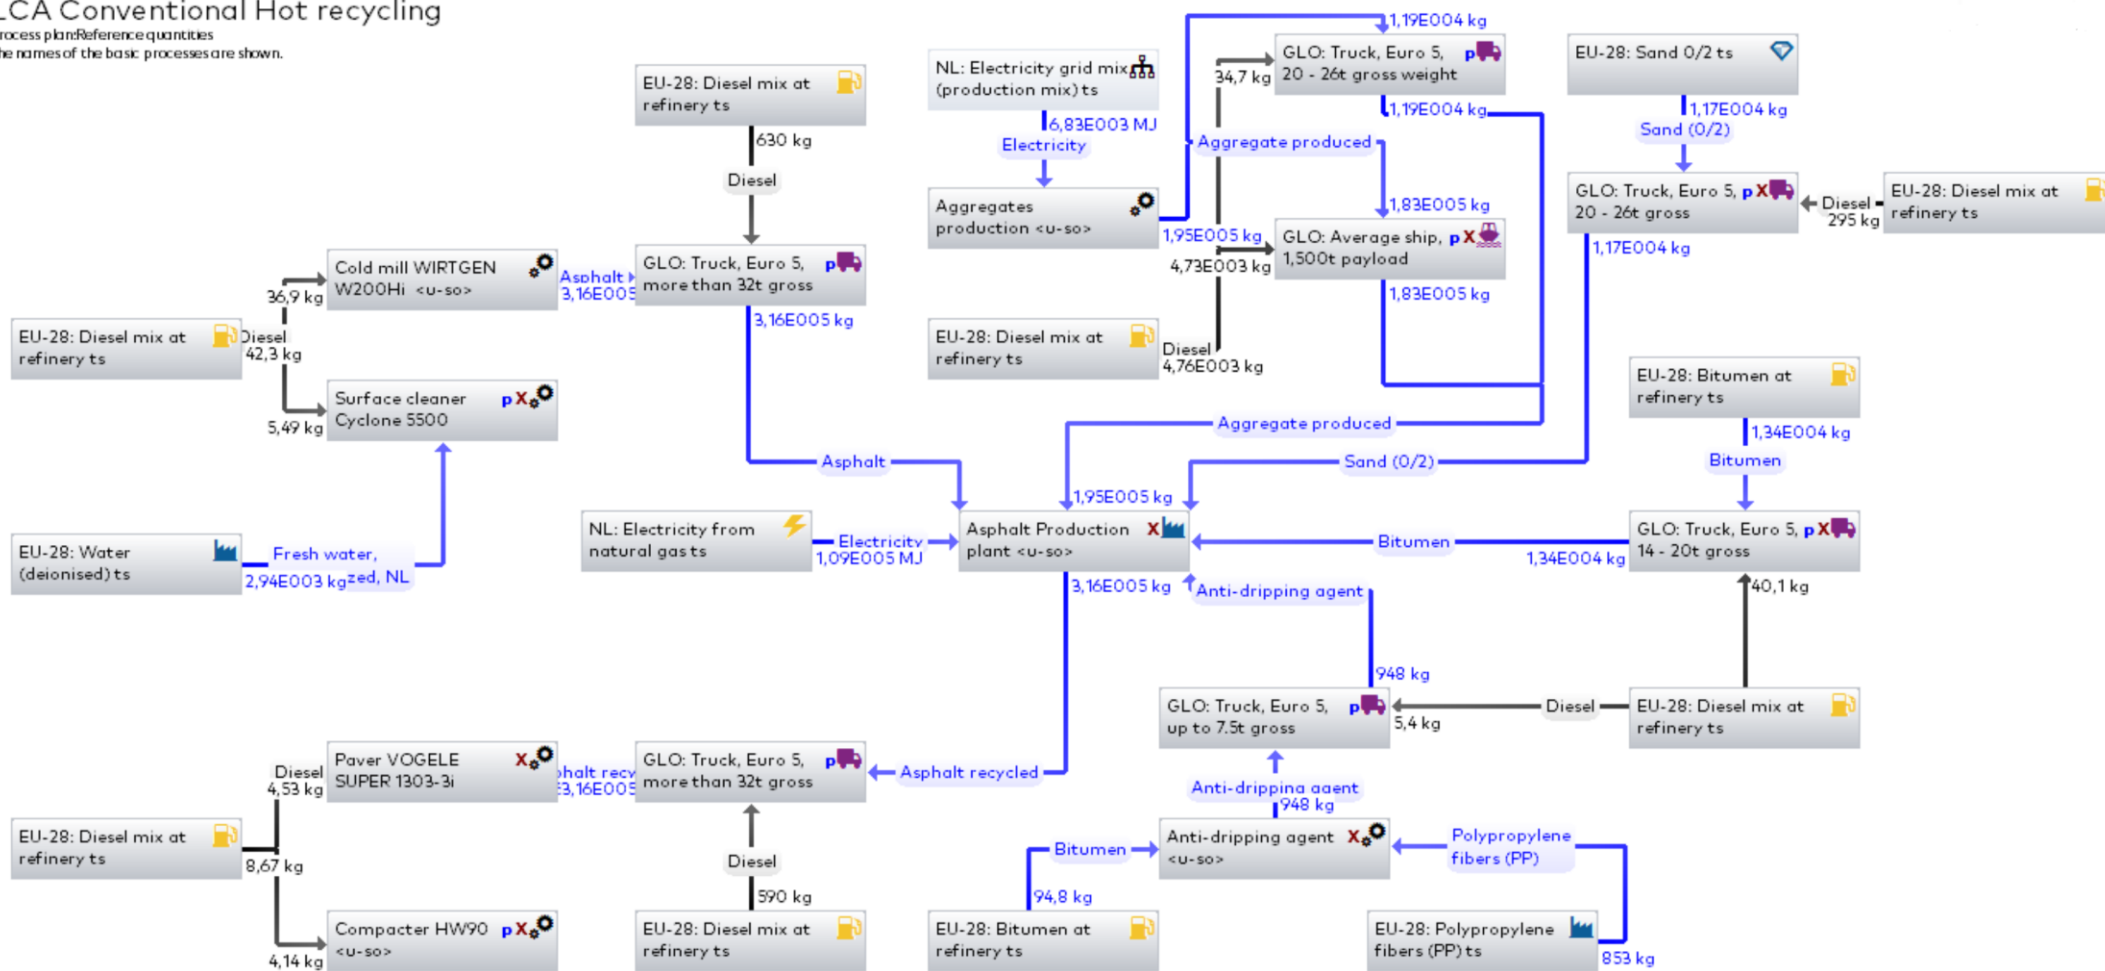 LCA Conventional Hot recycling
rocess plan:Reference quantities
he names of the basic processes are shown.
EU-28: Diesel mix at
refinery ts
630 kg
Diesel
NL: Electricity grid mix
(production mix) ts
6,83E003 MJ
Electricity
1,19E004 kg
GLO: Truck, Euro 5,
20 - 26t gross weight
p
34,7 kg
1,19E004 kg
Aggregate produced
EU-28: Sand 0/2 ts
1,17E004 kg
Sand (0/2)
GLO: Truck, Euro 5,
20 - 26t gross
p X
1,17E004 kg
Diesel
295 kg
EU-28: Diesel mix at
refinery ts
Aggregates
production <u-so>
1,95E005 kg
1,83E005 kg
GLO: Average ship,
1,500t payload
p X
4,73E003 kg
1,83E005 kg
EU-28: Diesel mix at
refinery ts
Diesel
4,76E003 kg
Cold mill WIRTGEN
W200Hi <u-so>
36,9 kg
Asphalt
3,16E005
GLO: Truck, Euro 5,
more than 32t gross
p
3,16E005 kg
EU-28: Diesel mix at
refinery ts
Diesel
42,3 kg
Surface cleaner
Cyclone 5500
p X
5,49 kg
EU-28: Bitumen at
refinery ts
1,34E004 kg
Bitumen
Aggregate produced
Asphalt
Sand (0/2)
1,95E005 kg
EU-28: Water
(deionised) ts
Fresh water,
2,94E003 kg
zed, NL
NL: Electricity from
natural gas ts
Electricity
1,09E005 MJ
Asphalt Production
plant <u-so>
X
3,16E005 kg
Bitumen
1,34E004 kg
GLO: Truck, Euro 5,
14 - 20t gross
p X
40,1 kg
Anti-dripping agent
948 kg
GLO: Truck, Euro 5,
up to 7.5t gross
p
5,4 kg
Diesel
EU-28: Diesel mix at
refinery ts
Paver VOGELE
SUPER 1303-3i
X
Diesel
4,53 kg
phalt recy
3,16E005
GLO: Truck, Euro 5,
more than 32t gross
p
Asphalt recycled
Anti-dripping agent
948 kg
EU-28: Diesel mix at
refinery ts
8,67 kg
Diesel
590 kg
Bitumen
94,8 kg
Anti-dripping agent
<u-so>
X
Polypropylene
fibers (PP)
Compacter HW90
<u-so>
p X
4,14 kg
EU-28: Diesel mix at
refinery ts
EU-28: Bitumen at
refinery ts
EU-28: Polypropylene
fibers (PP) ts
853 kg